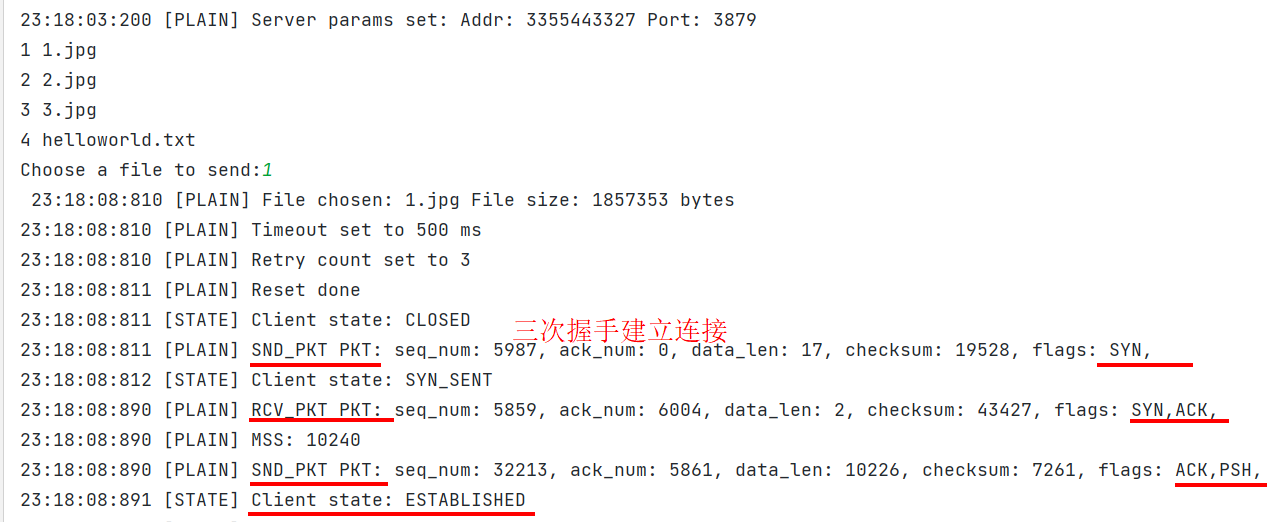 23:18:03:200 [PLAIN] Server params set: Addr: 3355443327 Port: 3879
1 1.jpg
2 2.jpg
3 3.jpg
4 helloworld.txt
Choose a file to send:1
23:18:08:810 [PLAIN] File chosen: 1.jpg File size: 1857353 bytes
23:18:08:810 [PLAIN] Timeout set to 500 ms
23:18:08:810 [PLAIN] Retry count set to 3
23:18:08:811 [PLAIN] Reset done
23:18:08:811 [STATE] Client state: CLOSED
三次握手建立连接
23:18:08:811 [PLAIN] SND_PKT PKT: seq_num: 5987, ack_num: 0, data_len: 17, checksum: 19528, flags: SYN,
23:18:08:812 [STATE] Client state: SYN_SENT
23:18:08:890 [PLAIN] RCV_PKT PKT: seq_num: 5859, ack_num: 6004, data_len: 2, checksum: 43427, flags: SYN,ACK,
23:18:08:890 [PLAIN] MSS: 10240
23:18:08:890 [PLAIN] SND_PKT PKT: seq_num: 32213, ack_num: 5861, data_len: 10226, checksum: 7261, flags: ACK,PSH,
23:18:08:891 [STATE] Client state: ESTABLISHED